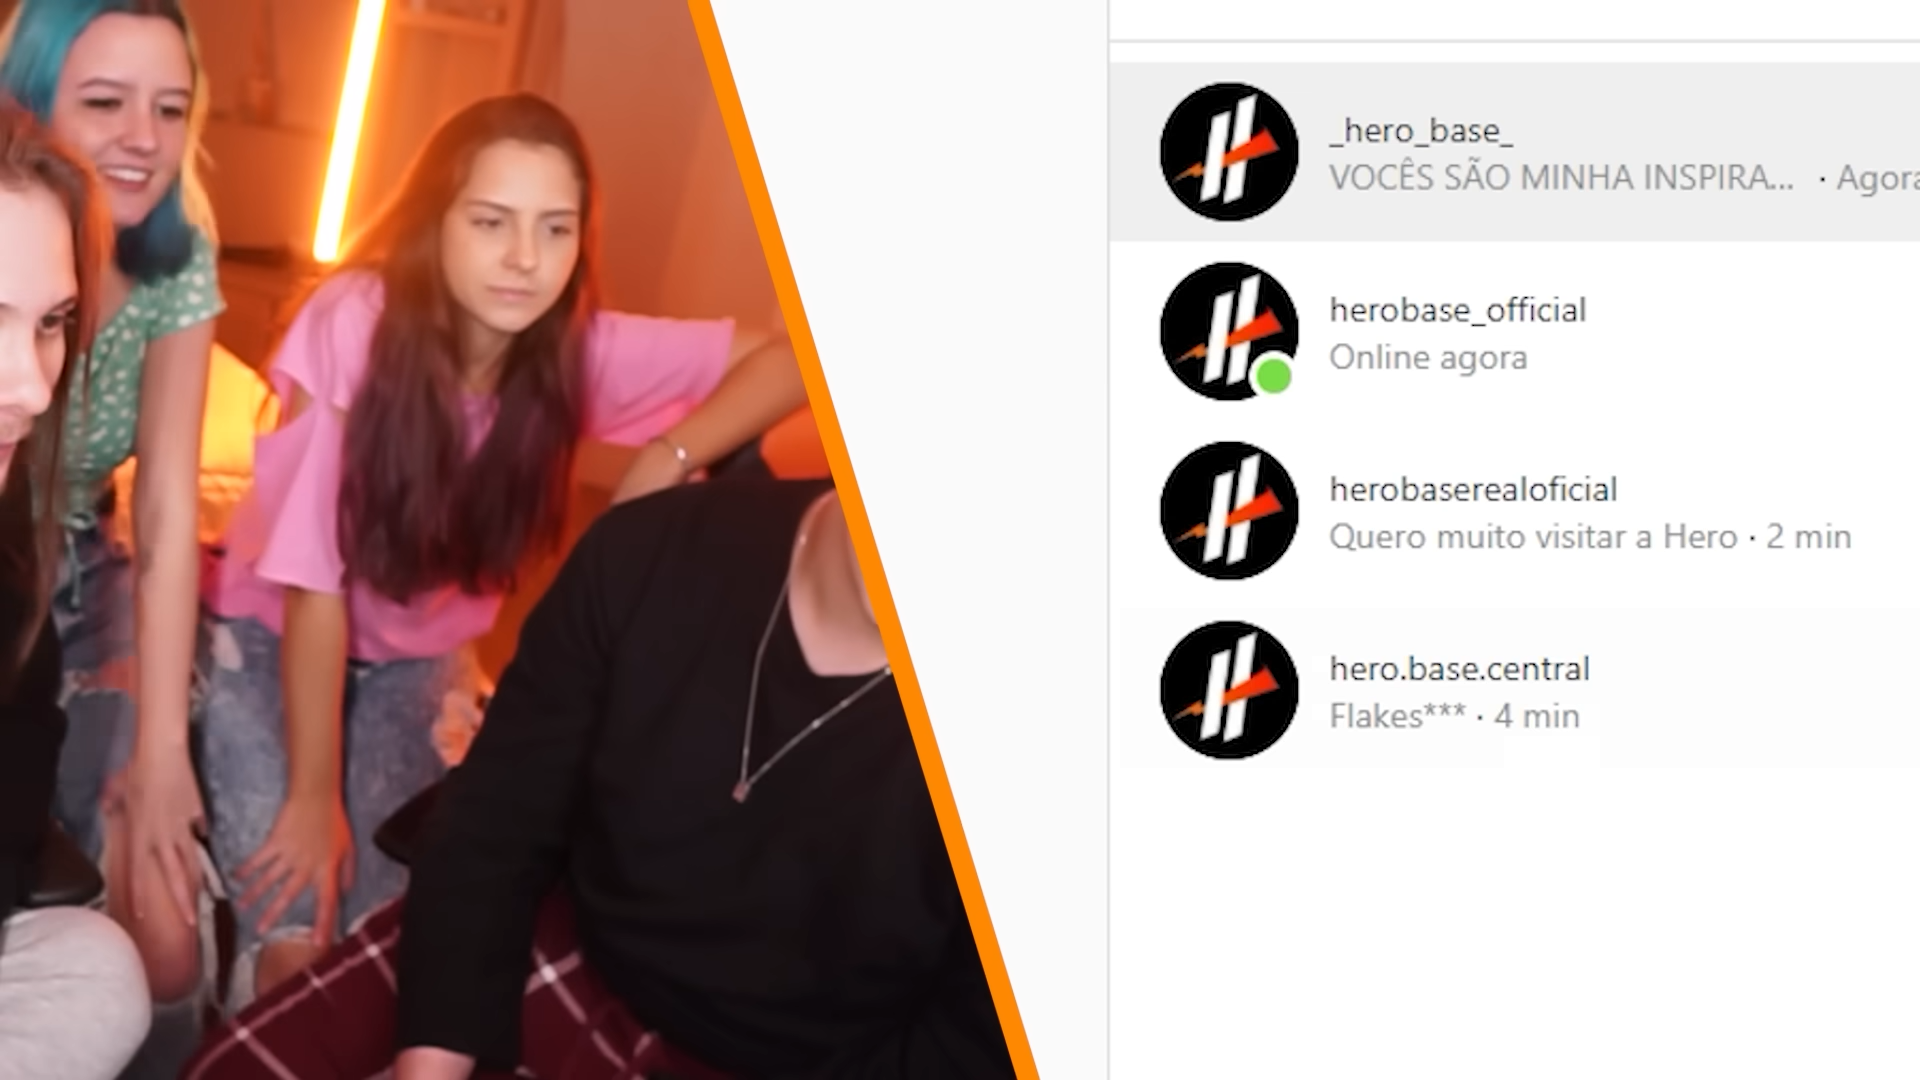 _hero_base_
VOCÊS SÃO MINHA INSPIRA... · Agora
herobase_official
Online agora
herobaserealoficial
Quero muito visitar a Hero · 2 min
hero.base.central
Flakes*** · 4 min